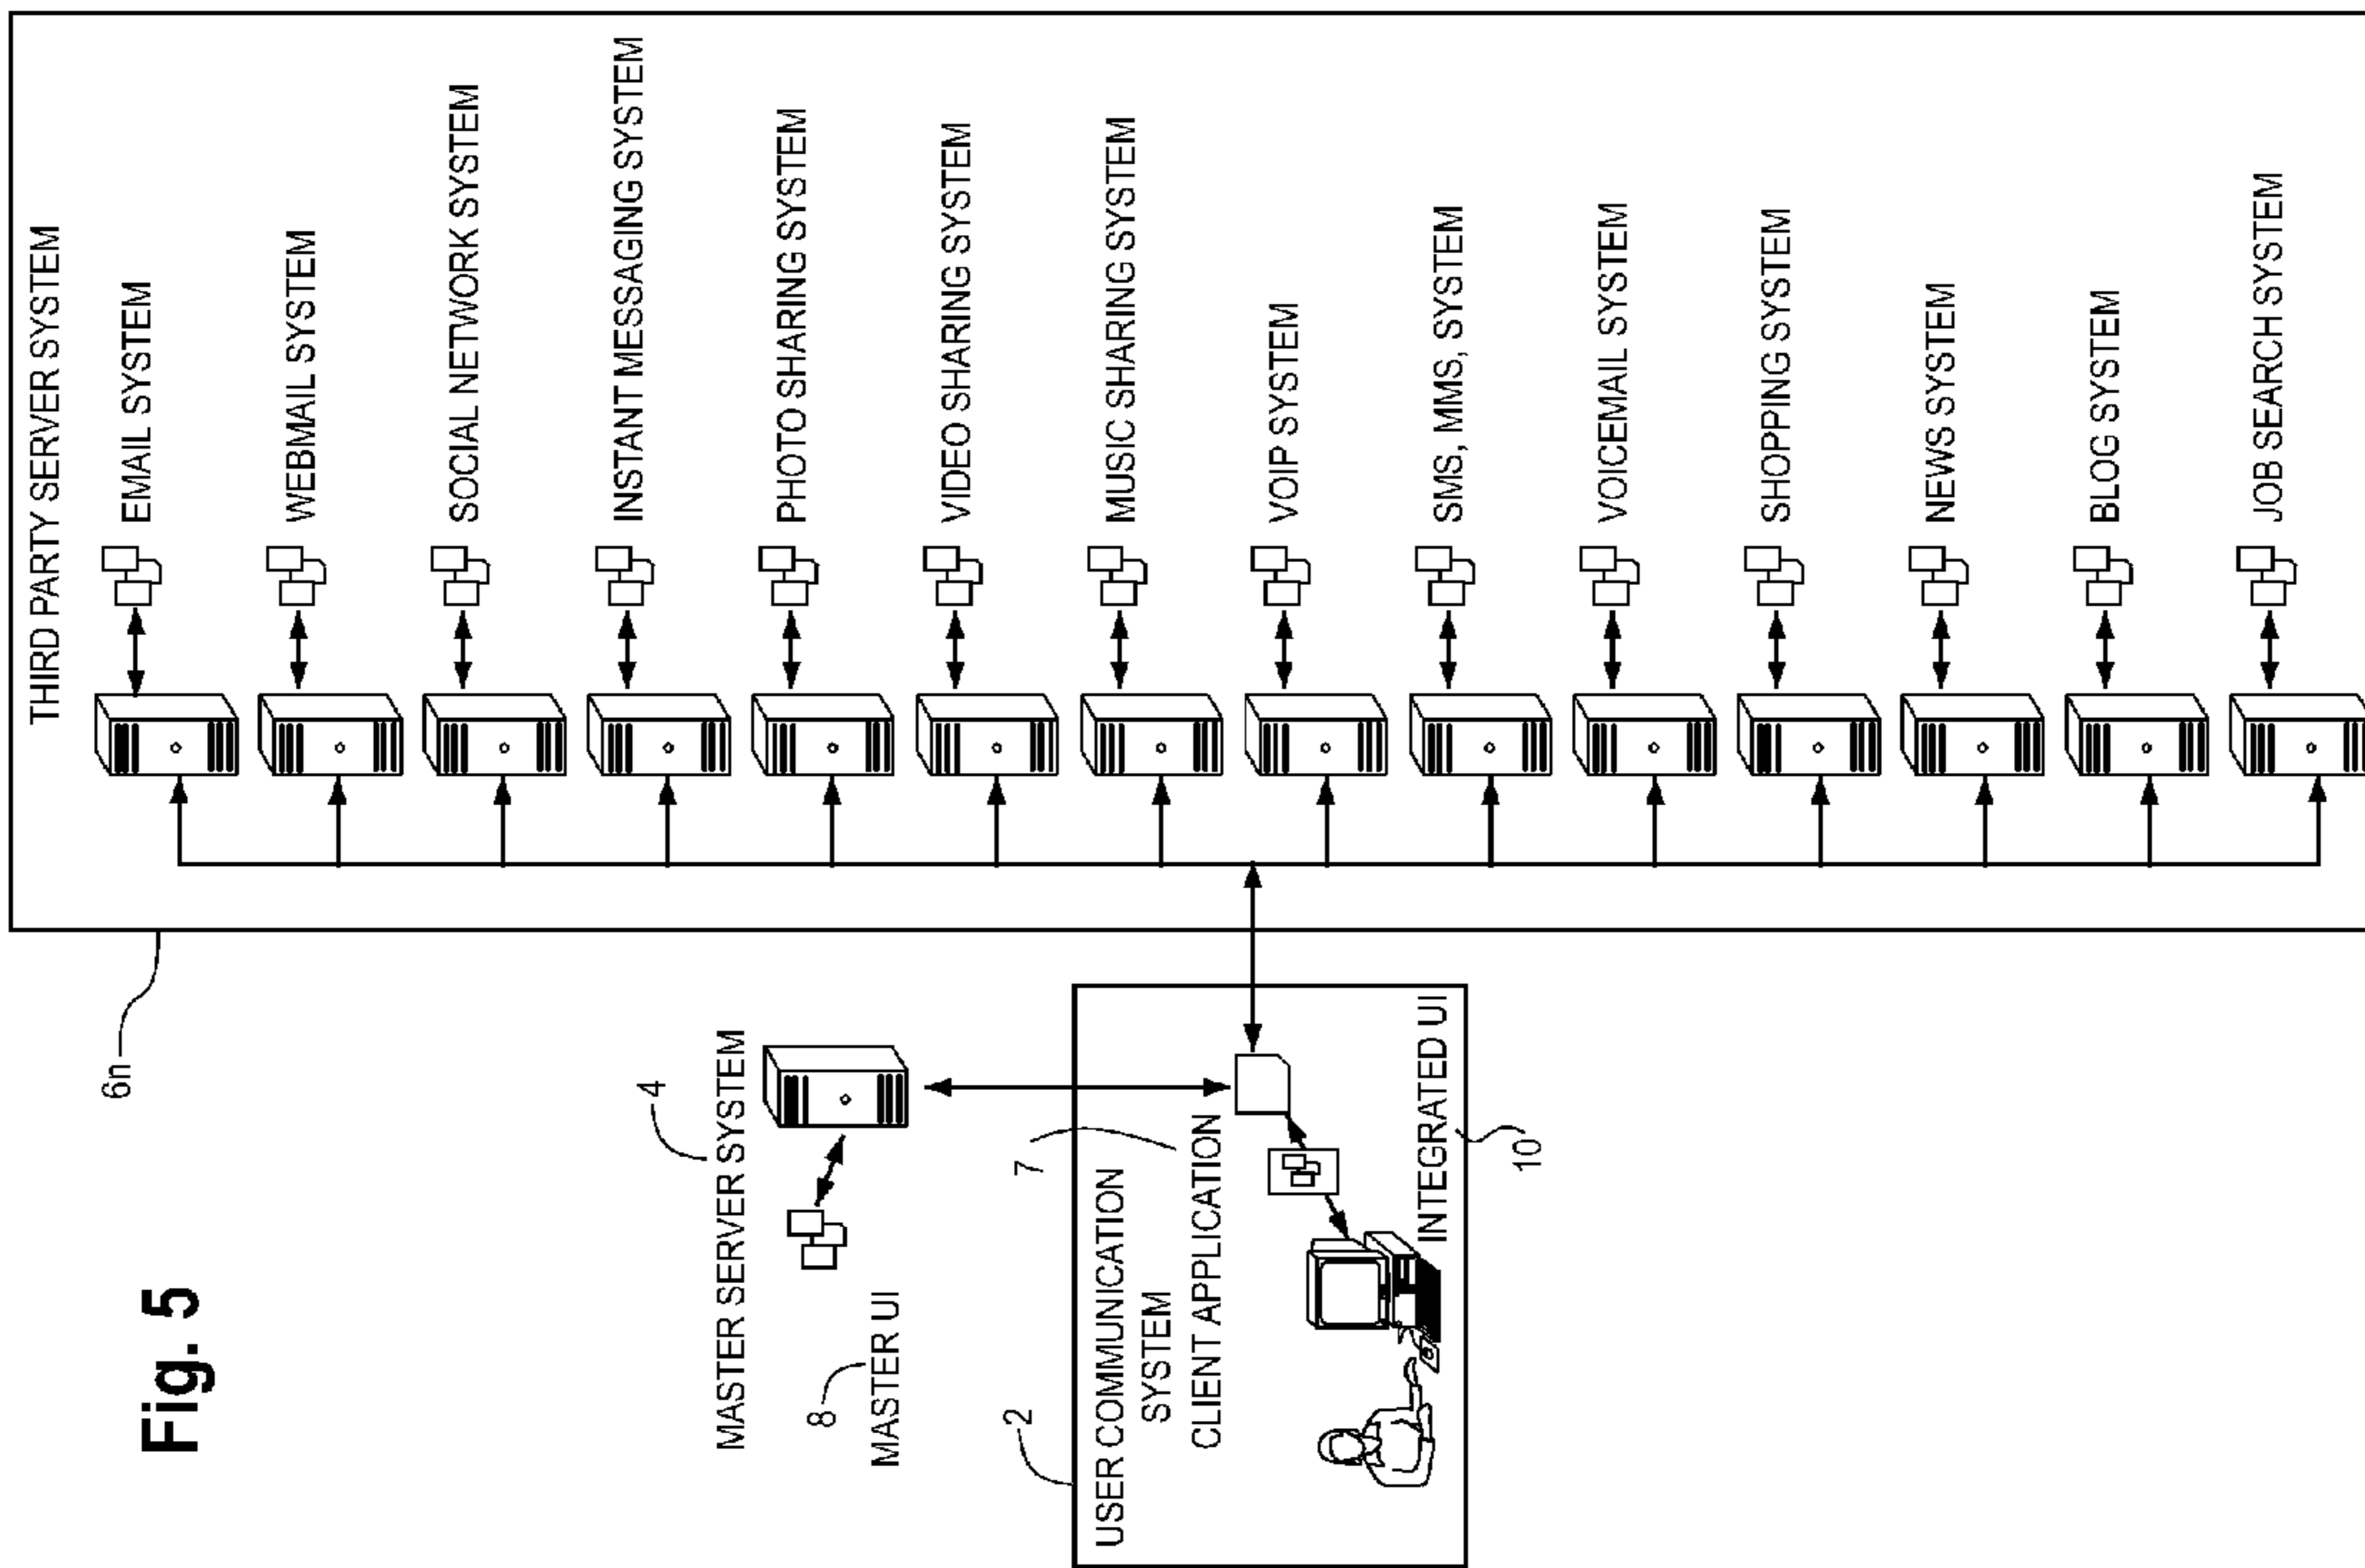 Fig. 5
THIRD PARTY SERVER SYSTEM
6n
EMAIL SYSTEM
WEBMAIL SYSTEM
SOCIAL NETWORK SYSTEM
INSTANT MESSAGING SYSTEM
PHOTO SHARING SYSTEM
VIDEO SHARING SYSTEM
MUSIC SHARING SYSTEM
VOIP SYSTEM
SMS, MMS, SYSTEM
VOICEMAIL SYSTEM
SHOPPING SYSTEM
NEWS SYSTEM
BLOG SYSTEM
JOB SEARCH SYSTEM
4
MASTER SERVER SYSTEM
8
MASTER UI
2
7
USER COMMUNICATION
SYSTEM
CLIENT APPLICATION
INTEGRATED UI
10